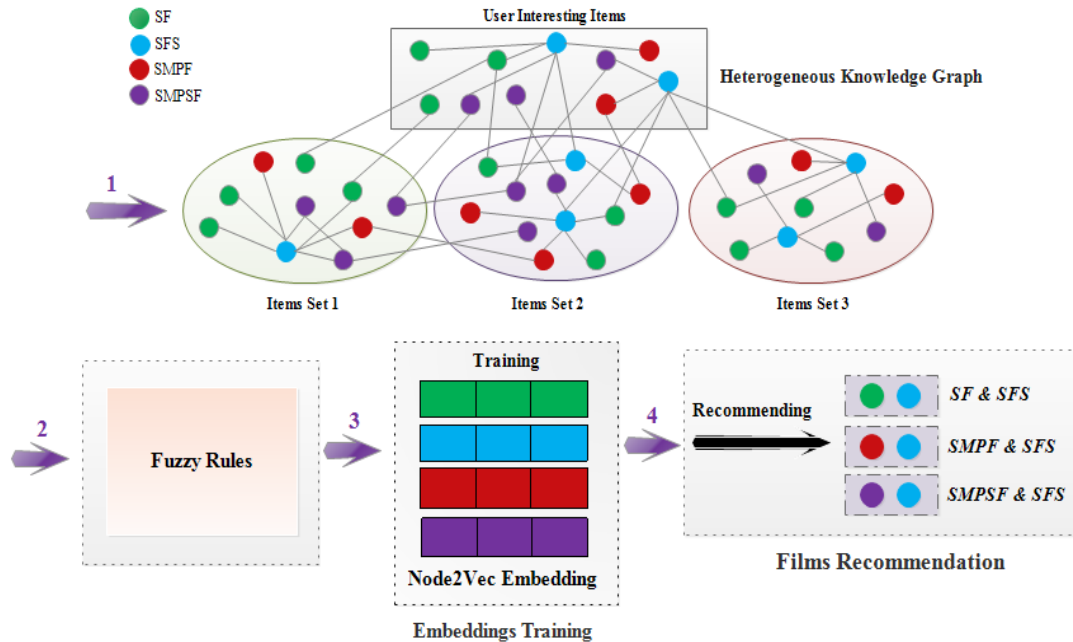 SF
SFS
SMPF
SMPSF
User Interesting Items
Heterogeneous Knowledge Graph
1
Items Set 1
Items Set 2
Items Set 3
2
Fuzzy Rules
3
Training
Node2Vec Embedding
Embeddings Training
4
Recommending
SF & SFS
SMPF & SFS
SMPSF & SFS
Films Recommendation